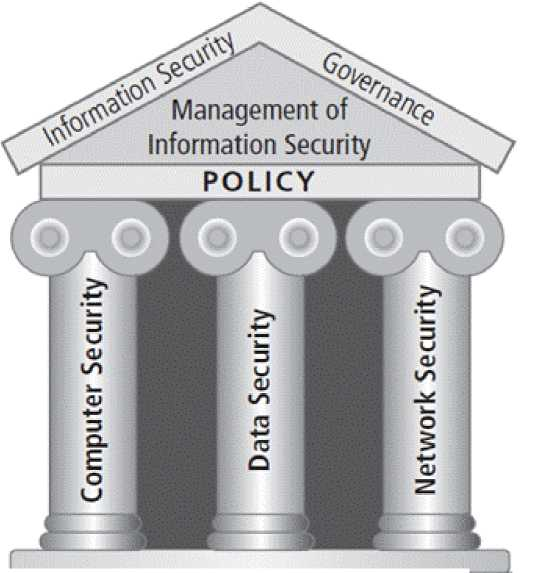 Information Security
Governance
Management of
Information Security
POLICY
Computer Security
Data Security
Network Security